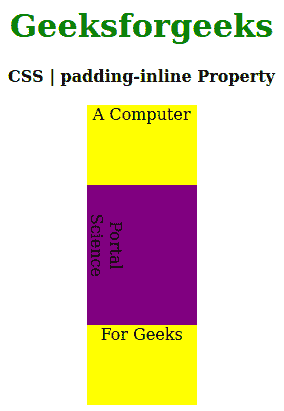 Geeksforgeeks
CSS | padding-inline Property
A Computer
Science
Portal
For Geeks